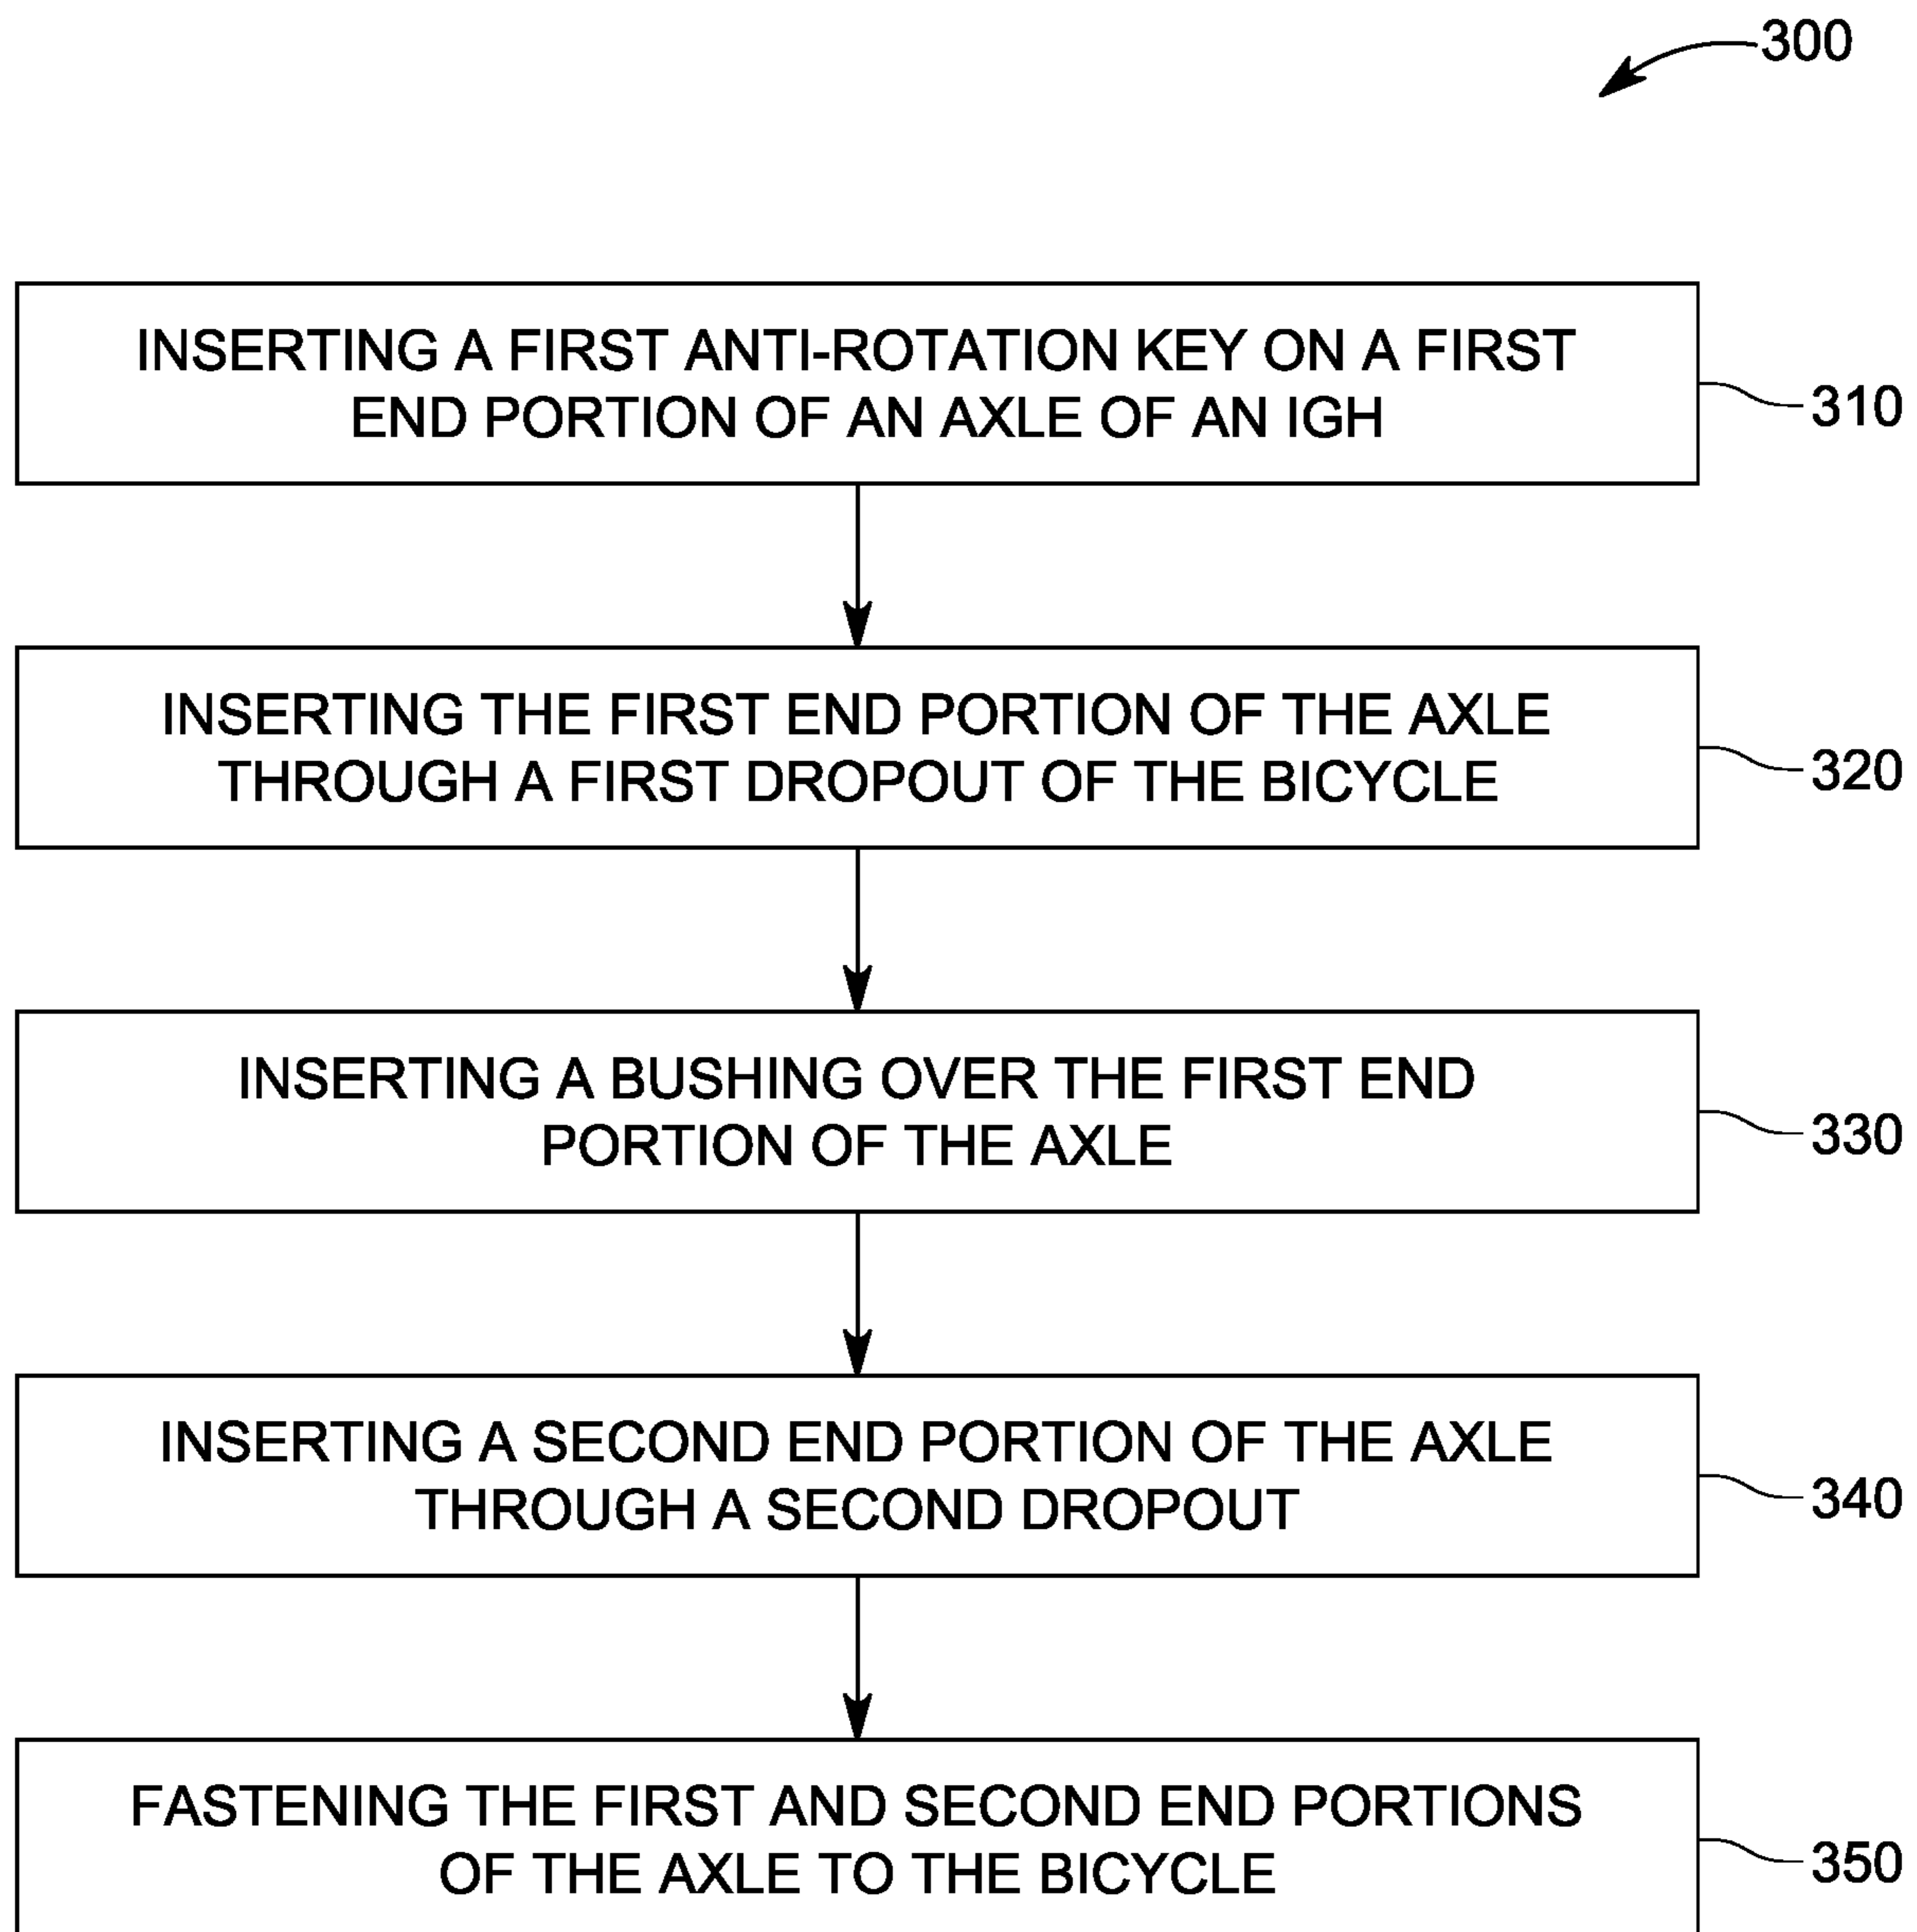 300
INSERTING A FIRST ANTI-ROTATION KEY ON A FIRST
END PORTION OF AN AXLE OF AN IGH
310
INSERTING THE FIRST END PORTION OF THE AXLE
THROUGH A FIRST DROPOUT OF THE BICYCLE
320
INSERTING A BUSHING OVER THE FIRST END
PORTION OF THE AXLE
330
INSERTING A SECOND END PORTION OF THE AXLE
THROUGH A SECOND DROPOUT
340
FASTENING THE FIRST AND SECOND END PORTIONS
OF THE AXLE TO THE BICYCLE
350